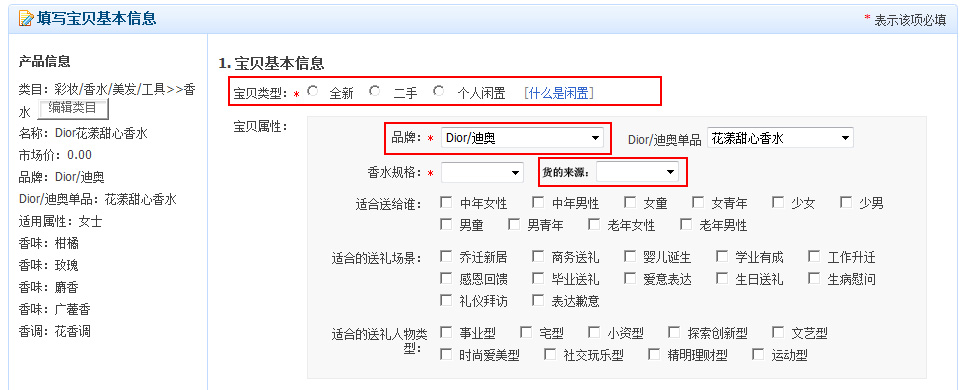 填写宝贝基本信息
* 表示该项必填
产品信息
类目：彩妆/香水/美发/工具>>香
水 编辑类目
名称：Dior花漾甜心香水
市场价：0.00
品牌：Dior/迪奥
Dior/迪奥单品：花漾甜心香水
适用属性：女士
香味：柑橘
香味：玫瑰
香味：麝香
香味：广藿香
香调：花香调
1. 宝贝基本信息
宝贝类型：* 全新 二手 个人闲置 [什么是闲置]
宝贝属性：
品牌：* Dior/迪奥 Dior/迪奥单品 花漾甜心香水
香水规格：* 货的来源：
适合送给谁： 中年女性 中年男性 女童 女青年 少女 少男
男童 男青年 老年女性 老年男性
适合的送礼场景： 乔迁新居 商务送礼 婴儿诞生 学业有成 工作升迁
感恩回馈 毕业送礼 爱意表达 生日送礼 生病慰问
礼仪拜访 表达歉意
适合的送礼人物类 事业型 宅型 小资型 探索创新型 文艺型
型： 时尚爱美型 社交玩乐型 精明理财型 运动型